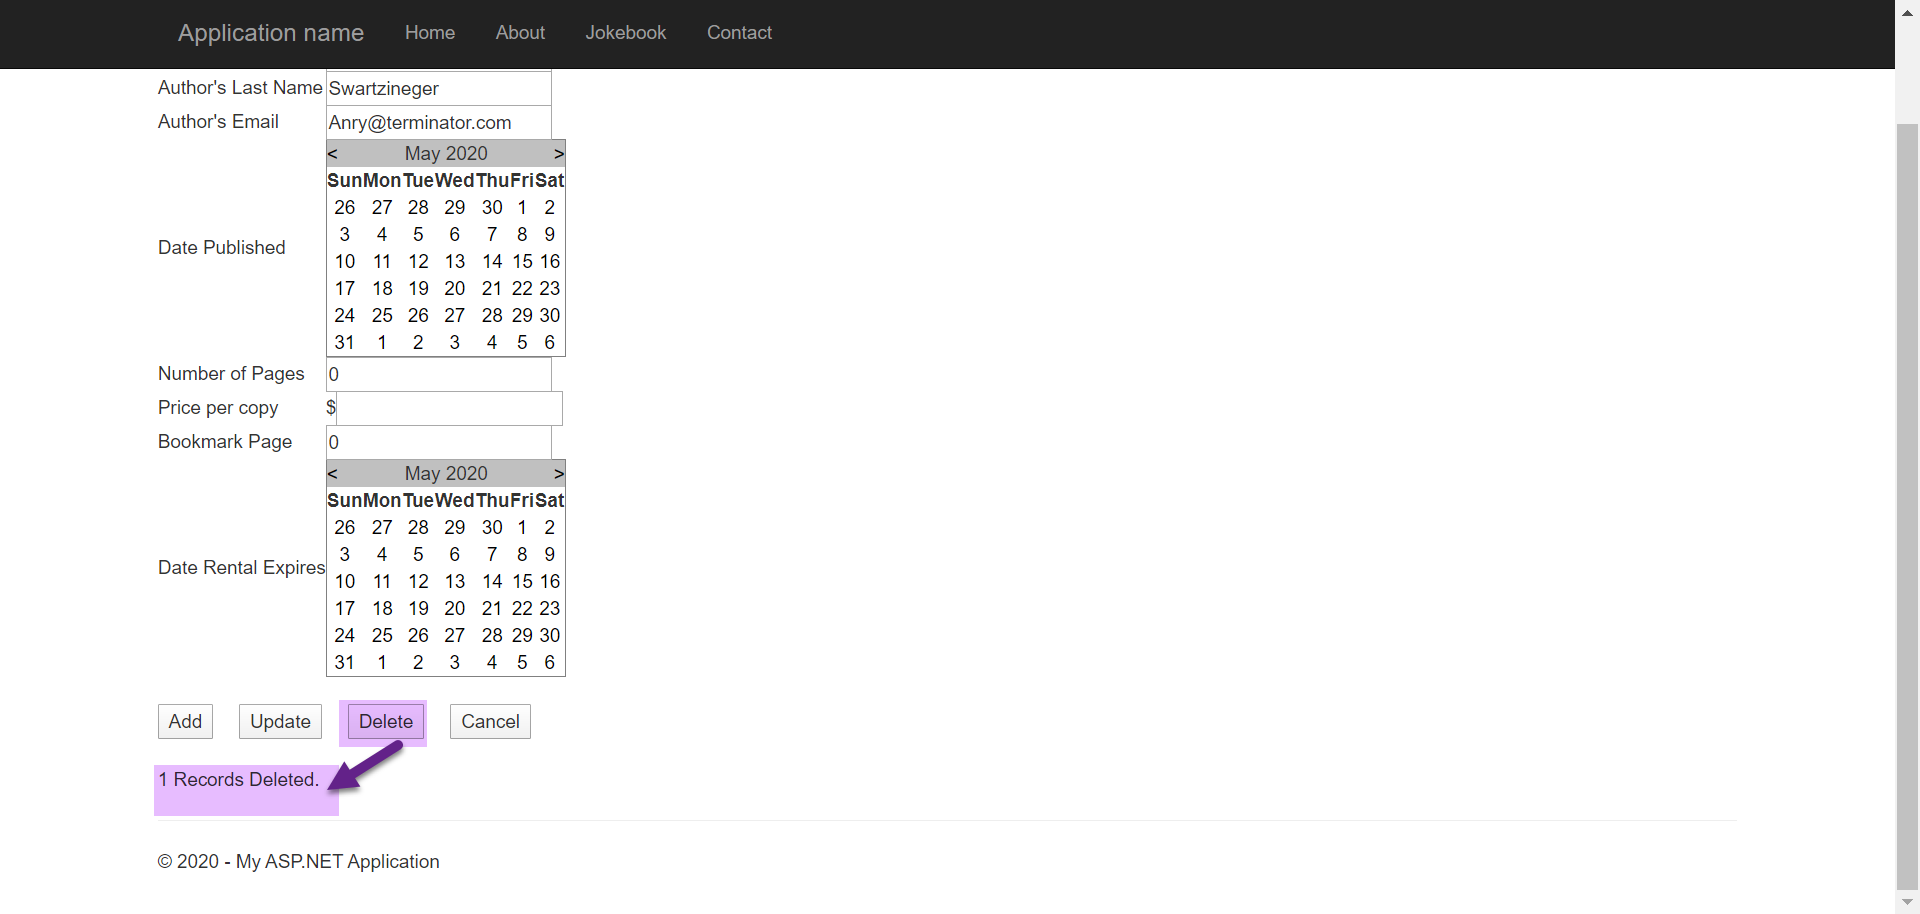 Application name Home About Jokebook Contact
Author's Last Name Swartzineger
Author's Email Anry@terminator.com
< May 2020 >
Sun Mon Tue Wed Thu Fri Sat
26 27 28 29 30 1 2
3 4 5 6 7 8 9
10 11 12 13 14 15 16
Date Published
17 18 19 20 21 22 23
24 25 26 27 28 29 30
31 1 2 3 4 5 6
Number of Pages 0
Price per copy $
Bookmark Page 0
< May 2020 >
Sun Mon Tue Wed Thu Fri Sat
26 27 28 29 30 1 2
3 4 5 6 7 8 9
Date Rental Expires
10 11 12 13 14 15 16
17 18 19 20 21 22 23
24 25 26 27 28 29 30
31 1 2 3 4 5 6
Add Update Delete Cancel
1 Records Deleted.
© 2020 - My ASP.NET Application